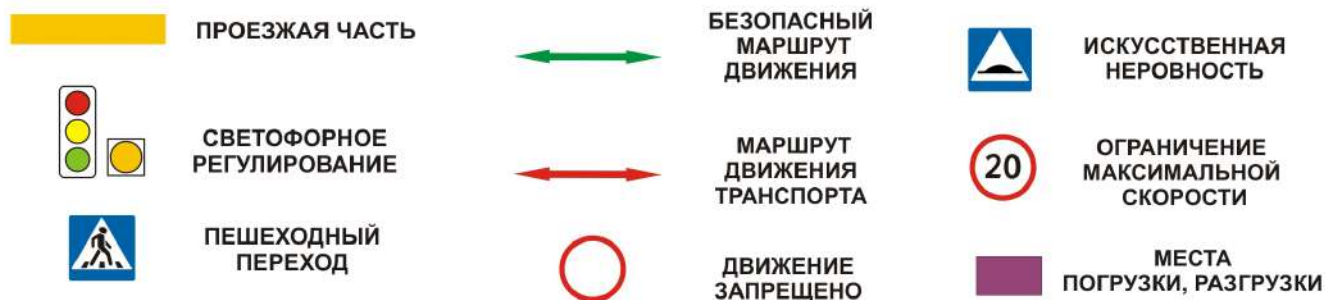 ПРОЕЗЖАЯ ЧАСТЬ
СВЕТОФОРНОЕ
РЕГУЛИРОВАНИЕ
ПЕШЕХОДНЫЙ
ПЕРЕХОД
БЕЗОПАСНЫЙ
МАРШРУТ
ДВИЖЕНИЯ
МАРШРУТ
ДВИЖЕНИЯ
ТРАНСПОРТА
ДВИЖЕНИЕ
ЗАПРЕЩЕНО
ИСКУССТВЕННАЯ
НЕРОВНОСТЬ
20
ОГРАНИЧЕНИЕ
МАКСИМАЛЬНОЙ
СКОРОСТИ
МЕСТА
ПОГРУЗКИ, РАЗГРУЗКИ